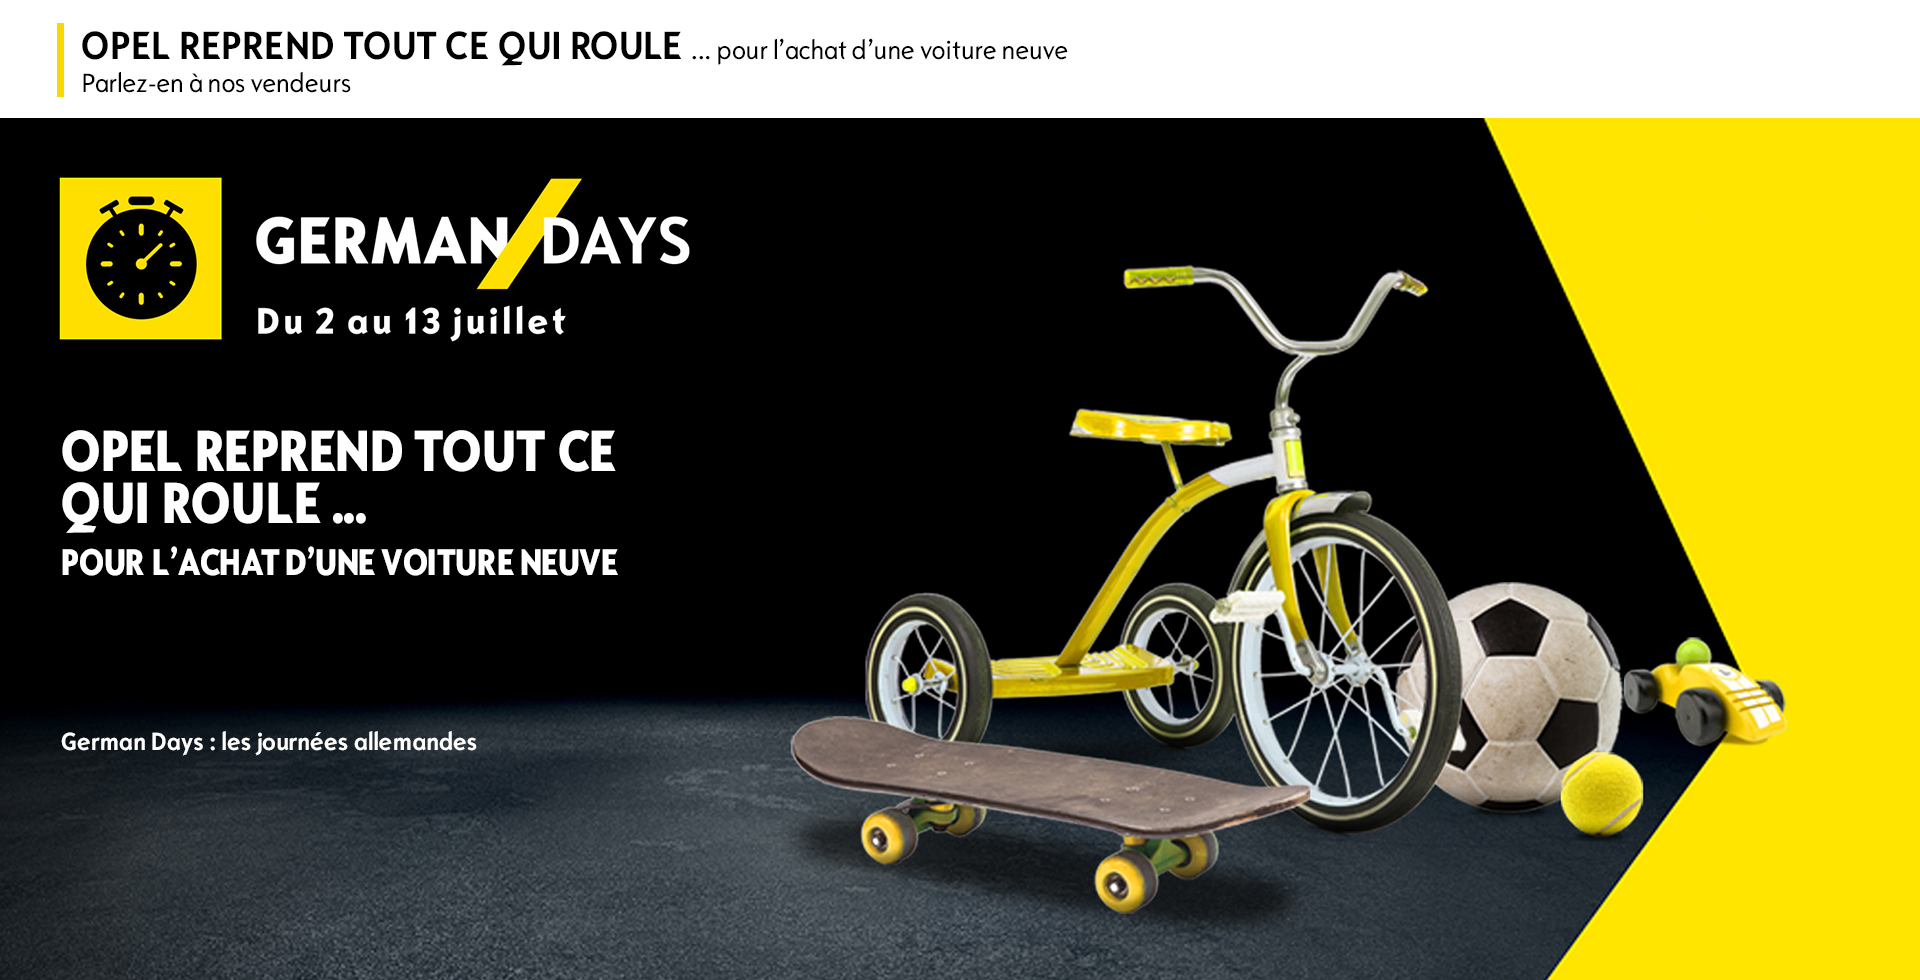 OPEL REPREND TOUT CE QUI ROULE ... pour l’achat d’une voiture neuve
Parlez-en à nos vendeurs
GERMAN DAYS
Du 2 au 13 juillet
OPEL REPREND TOUT CE
QUI ROULE ...
POUR L’ACHAT D’UNE VOITURE NEUVE
German Days : les journées allemandes